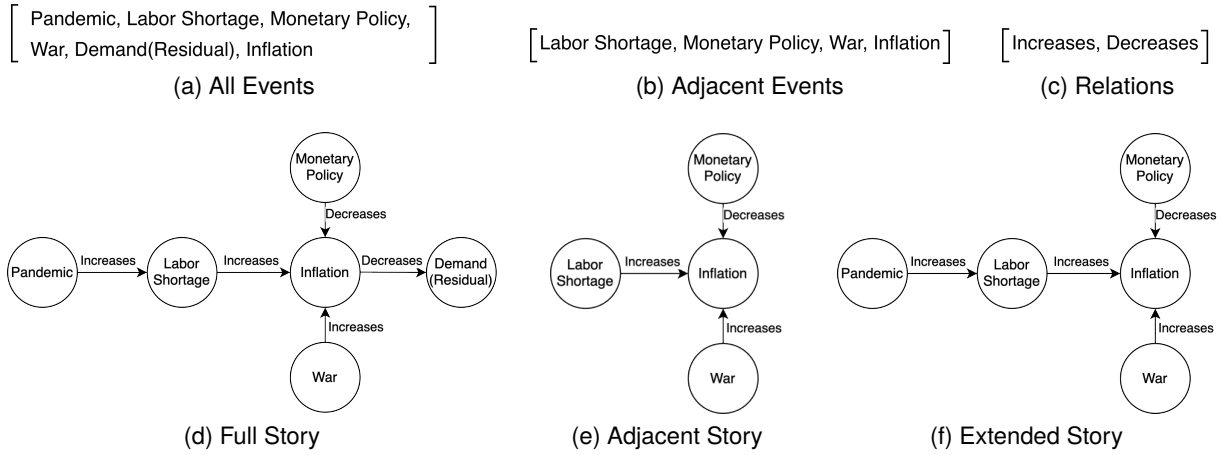 Pandemic, Labor Shortage, Monetary Policy,
War, Demand(Residual), Inflation
(a) All Events
Labor Shortage, Monetary Policy, War, Inflation
(b) Adjacent Events
Increases, Decreases
(c) Relations
Monetary
Policy
Decreases
Pandemic
Increases
Labor
Shortage
Increases
Inflation
Decreases
Demand
(Residual)
Increases
War
(d) Full Story
Monetary
Policy
Decreases
Labor
Shortage
Increases
Inflation
Increases
War
(e) Adjacent Story
Monetary
Policy
Decreases
Pandemic
Increases
Labor
Shortage
Increases
Inflation
Increases
War
(f) Extended Story